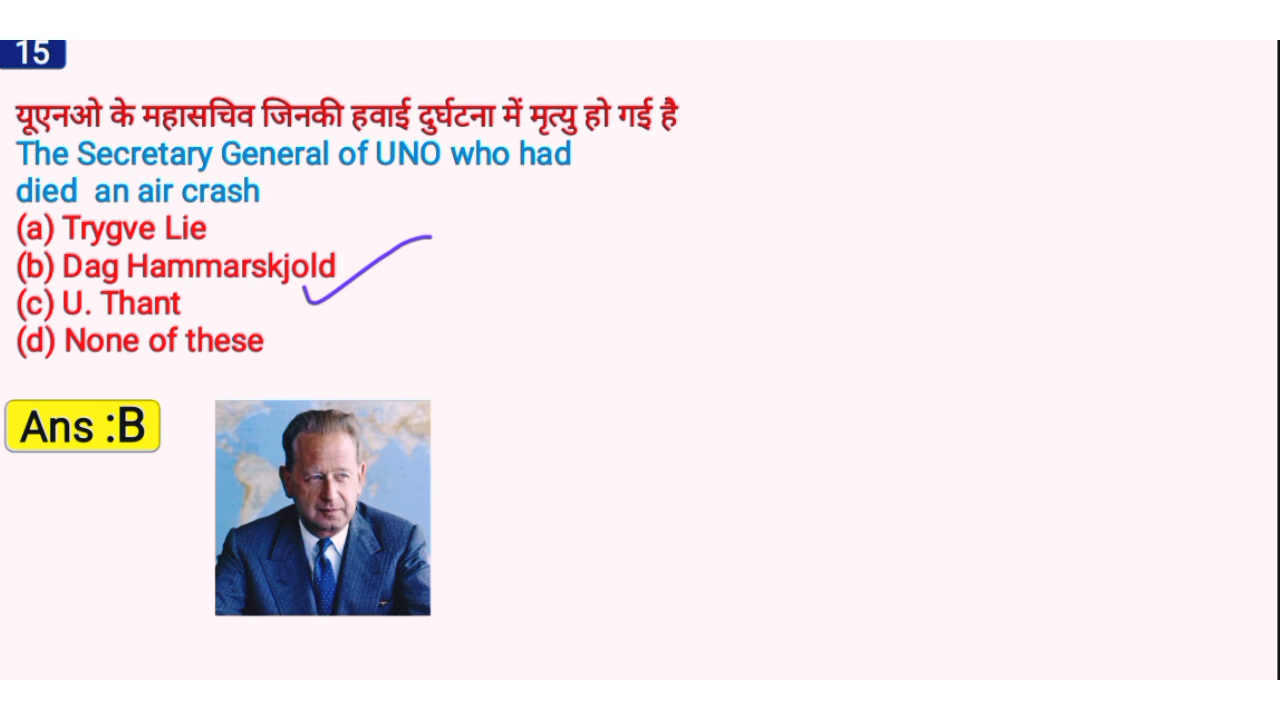 15
यूएनओ के महासचिव जिनकी हवाई दुर्घटना में मृत्यु हो गई है
The Secretary General of UNO who had
died  an air crash
(a) Trygve Lie
(b) Dag Hammarskjold
(c) U. Thant
(d) None of these
Ans :B